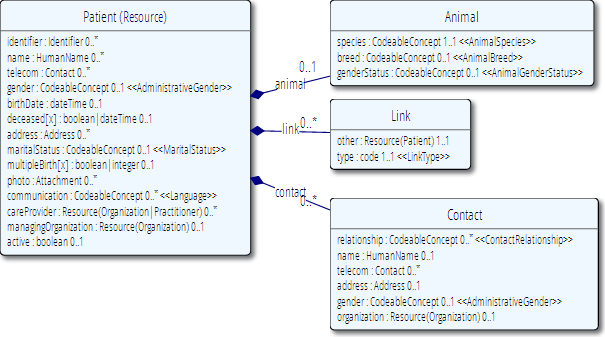 Patient (Resource)
identifier : Identifier 0..*
name : HumanName 0..*
telecom : Contact 0..*
gender : CodeableConcept 0..1 <<AdministrativeGender>>
birthDate : dateTime 0..1
deceased[x] : boolean|dateTime 0..1
address : Address 0..*
maritalStatus : CodeableConcept 0..1 <<MaritalStatus>>
multipleBirth[x] : boolean|integer 0..1
photo : Attachment 0..*
communication : CodeableConcept 0..* <<Language>>
careProvider : Resource(Organization|Practitioner) 0..*
managingOrganization : Resource(Organization) 0..1
active : boolean 0..1
animal
0..1
Animal
species : CodeableConcept 1..1 <<AnimalSpecies>>
breed : CodeableConcept 0..1 <<AnimalBreed>>
genderStatus : CodeableConcept 0..1 <<AnimalGenderStatus>>
link
0..*
Link
other : Resource(Patient) 1..1
type : code 1..1 <<LinkType>>
contact
0..*
Contact
relationship : CodeableConcept 0..* <<ContactRelationship>>
name : HumanName 0..1
telecom : Contact 0..*
address : Address 0..1
gender : CodeableConcept 0..1 <<AdministrativeGender>>
organization : Resource(Organization) 0..1